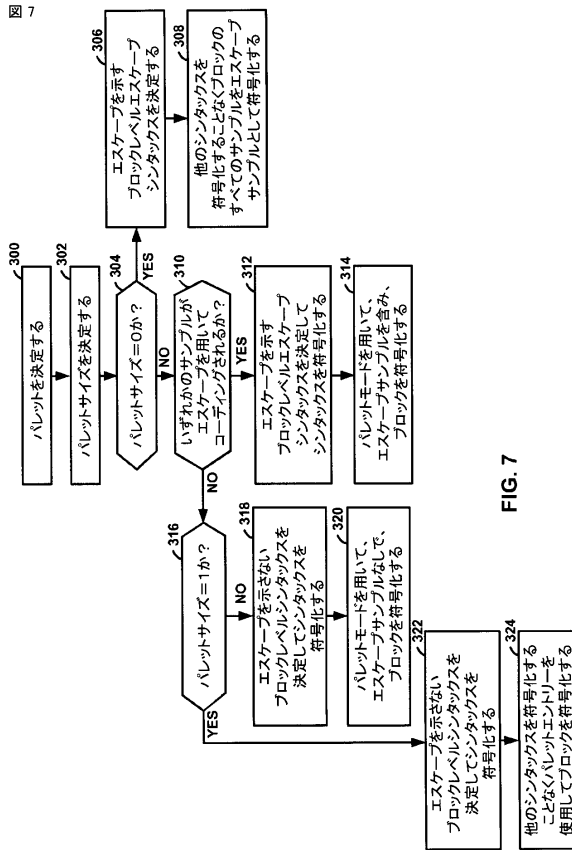 図 7
300
パレットを決定する
302
パレットサイズを決定する
304
パレットサイズ=0か?
YES
NO
306
エスケープを示す
ブロックレベルエスケープ
シンタックスを決定する
308
他のシンタックスを
符号化することなくブロックの
すべてのサンプルをエスケープ
サンプルとして符号化する
310
いずれかのサンプルが
エスケープを用いて
コーディングされるか?
YES
NO
312
エスケープを示す
ブロックレベルエスケープ
シンタックスを決定して
シンタックスを符号化する
314
パレットモードを用いて、
エスケープサンプルを含み、
ブロックを符号化する
316
パレットサイズ=1か?
NO
YES
318
エスケープを示さない
ブロックレベルシンタックスを
決定してシンタックスを
符号化する
320
パレットモードを用いて、
エスケープサンプルなしで、
ブロックを符号化する
322
エスケープを示さない
ブロックレベルシンタックスを
決定してシンタックスを
符号化する
324
他のシンタックスを符号化する
ことなくパレットエントリーを
使用してブロックを符号化する
FIG. 7